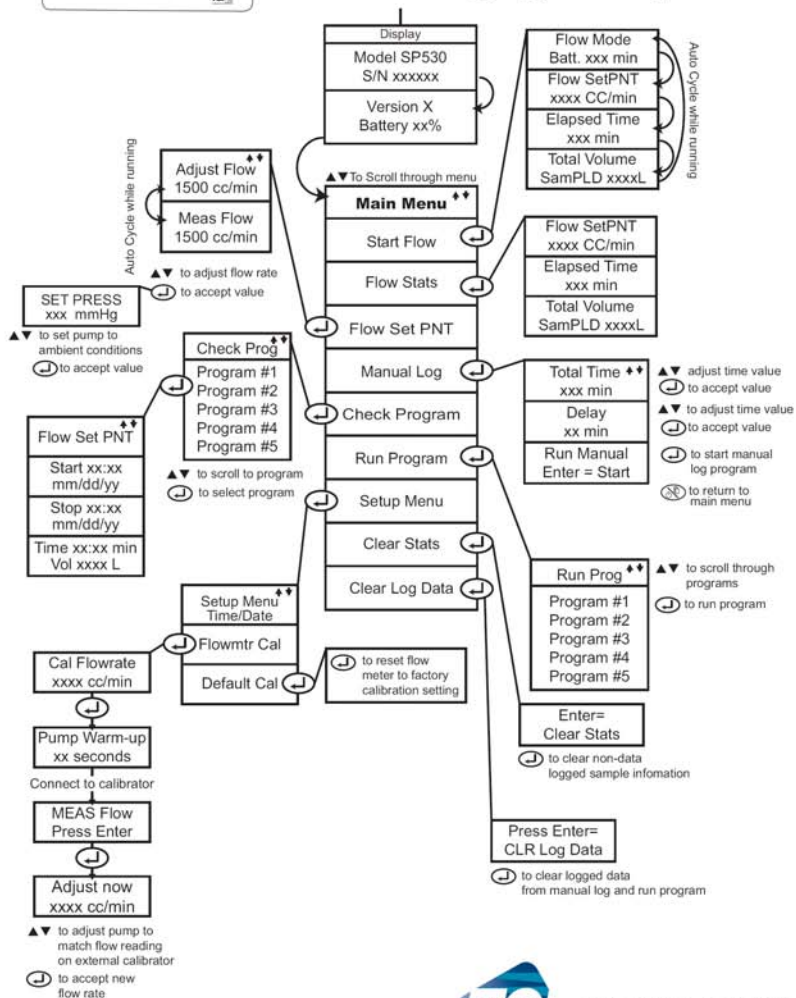 Display
Model SP530
S/N xxxxxx
Version X
Battery xx%
Flow Mode
Batt. xxx min
Flow SetPNT
xxxx CC/min
Elapsed Time
xxx min
Total Volume
SamPLD xxxxL
Auto Cycle while running
Auto Cycle while running
Adjust Flow
1500 cc/min
Meas Flow
1500 cc/min
▲▼ to adjust flow rate
to accept value
SET PRESS
xxx mmHg
▲▼ to set pump to
ambient conditions
to accept value
▲▼To Scroll through menu
Main Menu
Start Flow
Flow Stats
Flow Set PNT
Manual Log
Check Program
Run Program
Setup Menu
Clear Stats
Clear Log Data
Flow SetPNT
xxxx CC/min
Elapsed Time
xxx min
Total Volume
SamPLD xxxxL
Check Prog
Program #1
Program #2
Program #3
Program #4
Program #5
▲▼ to scroll to program
to select program
Flow Set PNT
Start xx:xx
mm/dd/yy
Stop xx:xx
mm/dd/yy
Time xx:xx min
Vol xxxx L
Total Time
xxx min
Delay
xx min
Run Manual
Enter = Start
▲▼ adjust time value
to accept value
▲▼ to adjust time value
to accept value
to start manual
log program
to return to
main menu
Run Prog
Program #1
Program #2
Program #3
Program #4
Program #5
▲▼ to scroll through
programs
to run program
Setup Menu
Time/Date
Flowmtr Cal
Default Cal
to reset flow
meter to factory
calibration setting
Cal Flowrate
xxxx cc/min
Pump Warm-up
xx seconds
Connect to calibrator
MEAS Flow
Press Enter
Adjust now
xxxx cc/min
▲▼ to adjust pump to
match flow reading
on external calibrator
to accept new
flow rate
Enter=
Clear Stats
to clear non-data
logged sample infomation
Press Enter=
CLR Log Data
to clear logged data
from manual log and run program